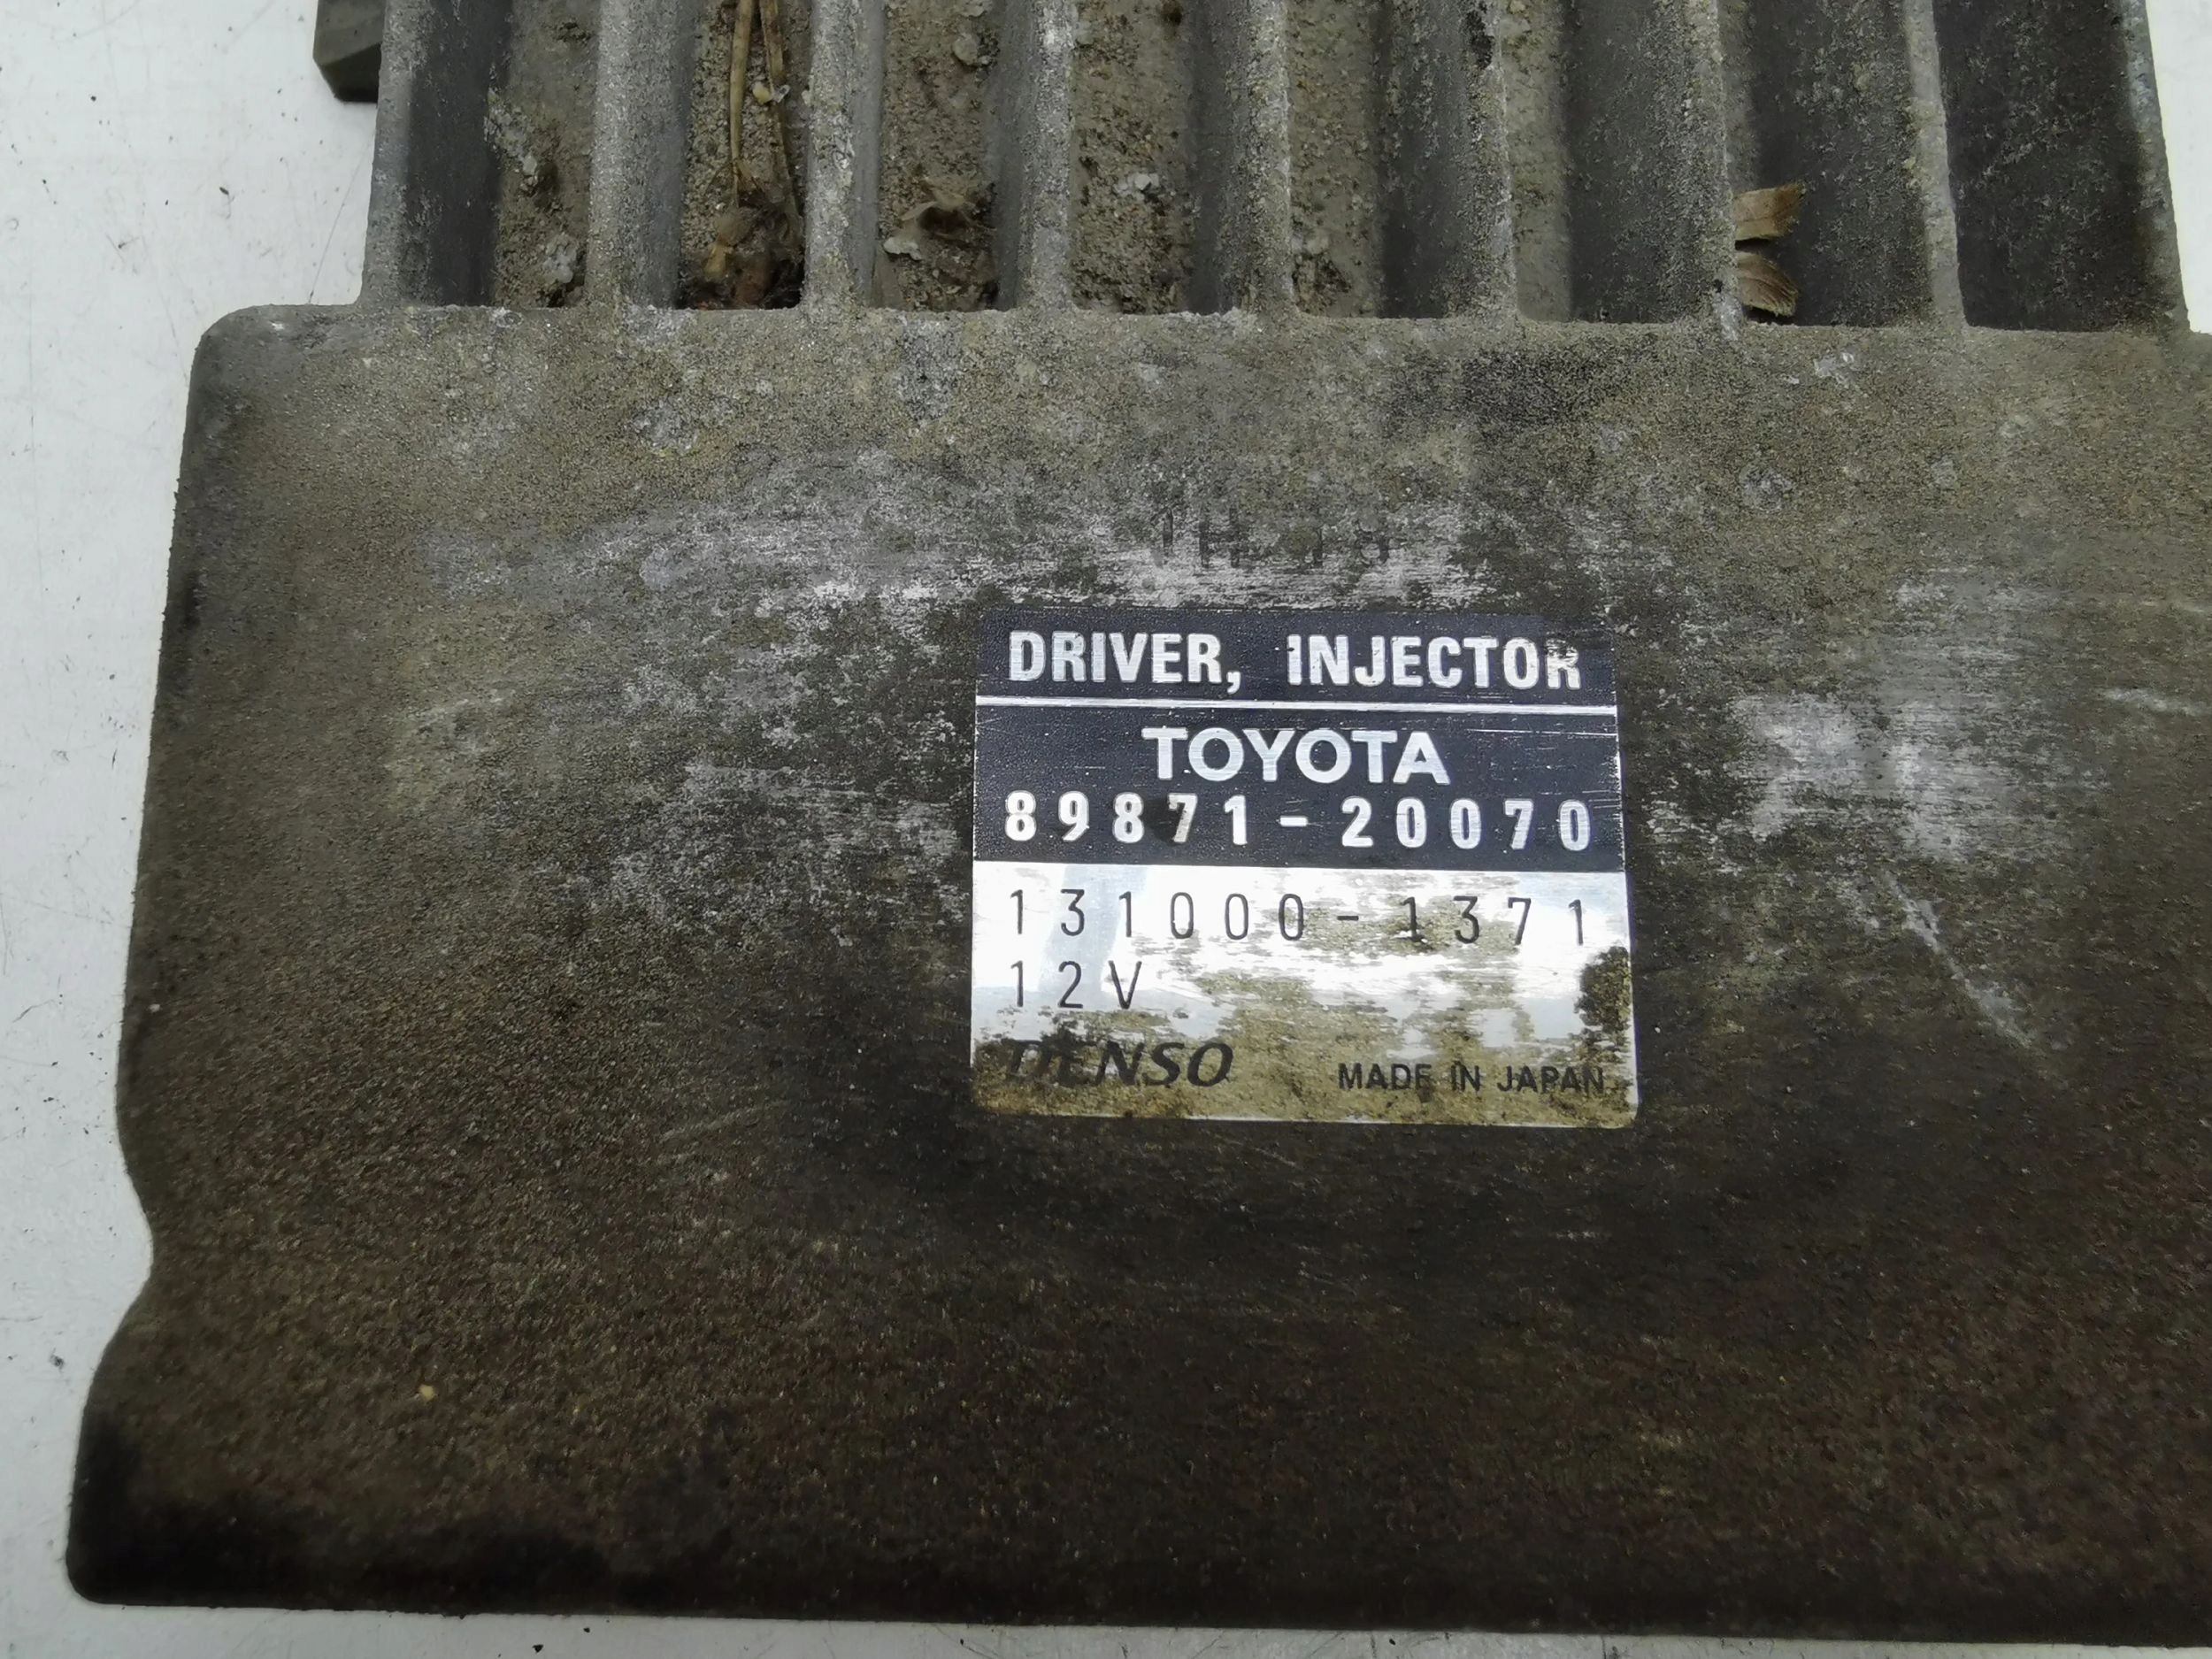 DRIVER, INJECTOR
TOYOTA
89871-20070
131000-1371
12V
DENSO MADE IN JAPAN